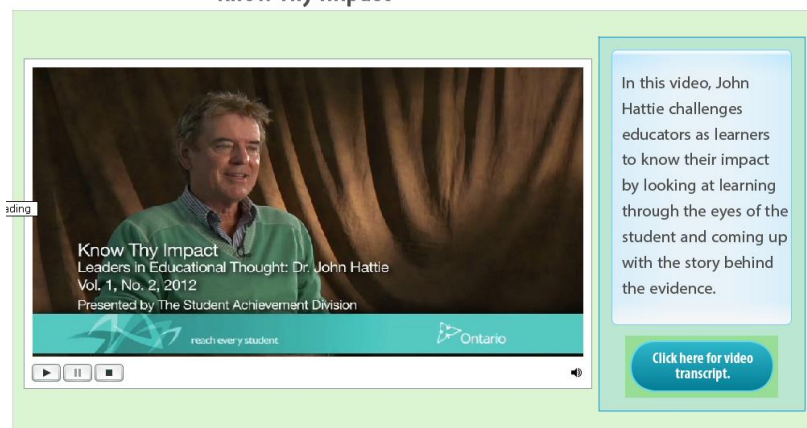 In this video, John
Hattie challenges
educators as learners
to know their impact
by looking at learning
through the eyes of the
student and coming up
with the story behind
the evidence.
ading
Know Thy Impact
Leaders in Educational Thought: Dr. John Hattie
Vol. 1, No. 2, 2012
Presented by The Student Achievement Division
reach every student
Ontario
Click here for video
transcript.